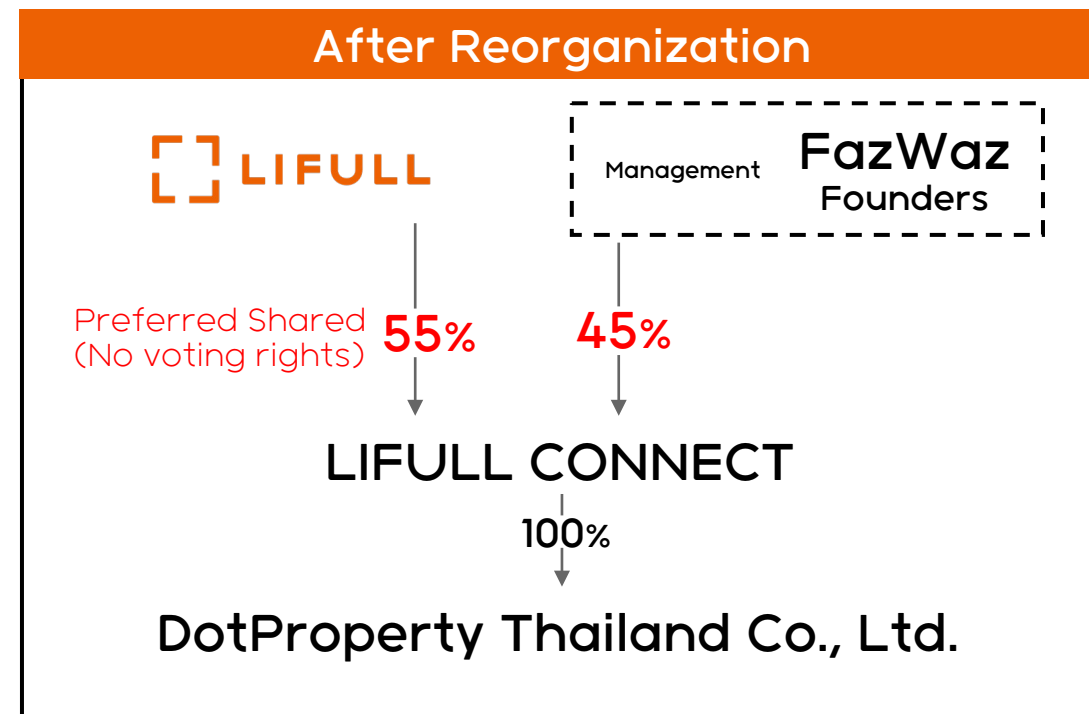 After Reorganization
LIFULL
Management
FazWaz
Founders
Preferred Shared
(No voting rights)
55%
45%
LIFULL CONNECT
100%
DotProperty Thailand Co., Ltd.